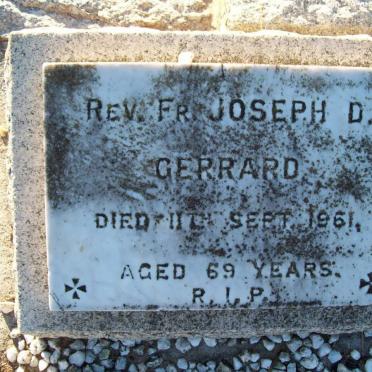 REV. FR JOSEPH D.
GERRARD
DIED 11TH SEPT 1961.
AGED 69 YEARS.
R.I.P.